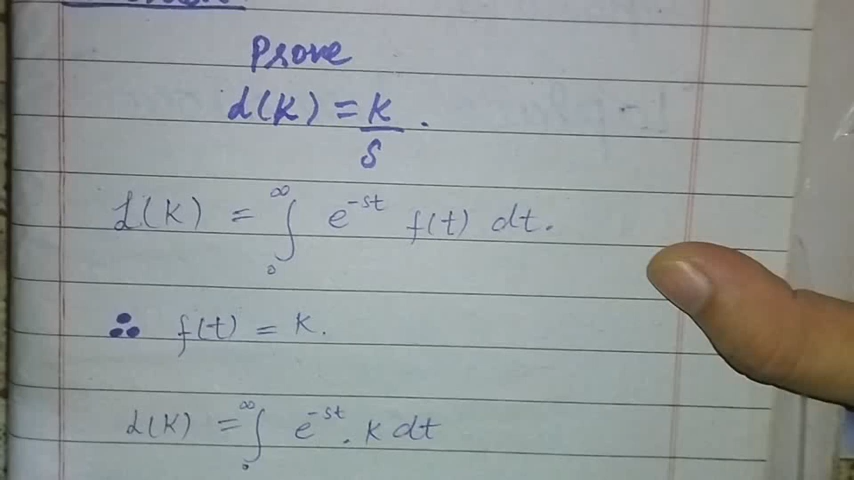 Prove
L(K) = K/S .
L(K) = ∫₀^∞ e^-st f(t) dt.
∴ f(t) = K.
L(K) = ∫₀^∞ e^-st . K dt